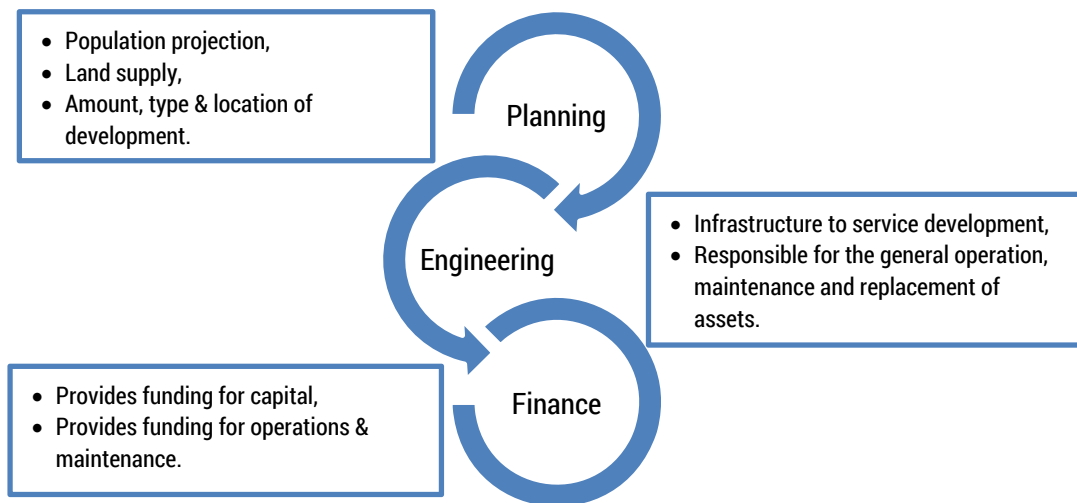 • Population projection,
• Land supply,
• Amount, type & location of
development.
Planning
Engineering
• Infrastructure to service development,
• Responsible for the general operation,
maintenance and replacement of
assets.
• Provides funding for capital,
• Provides funding for operations &
maintenance.
Finance